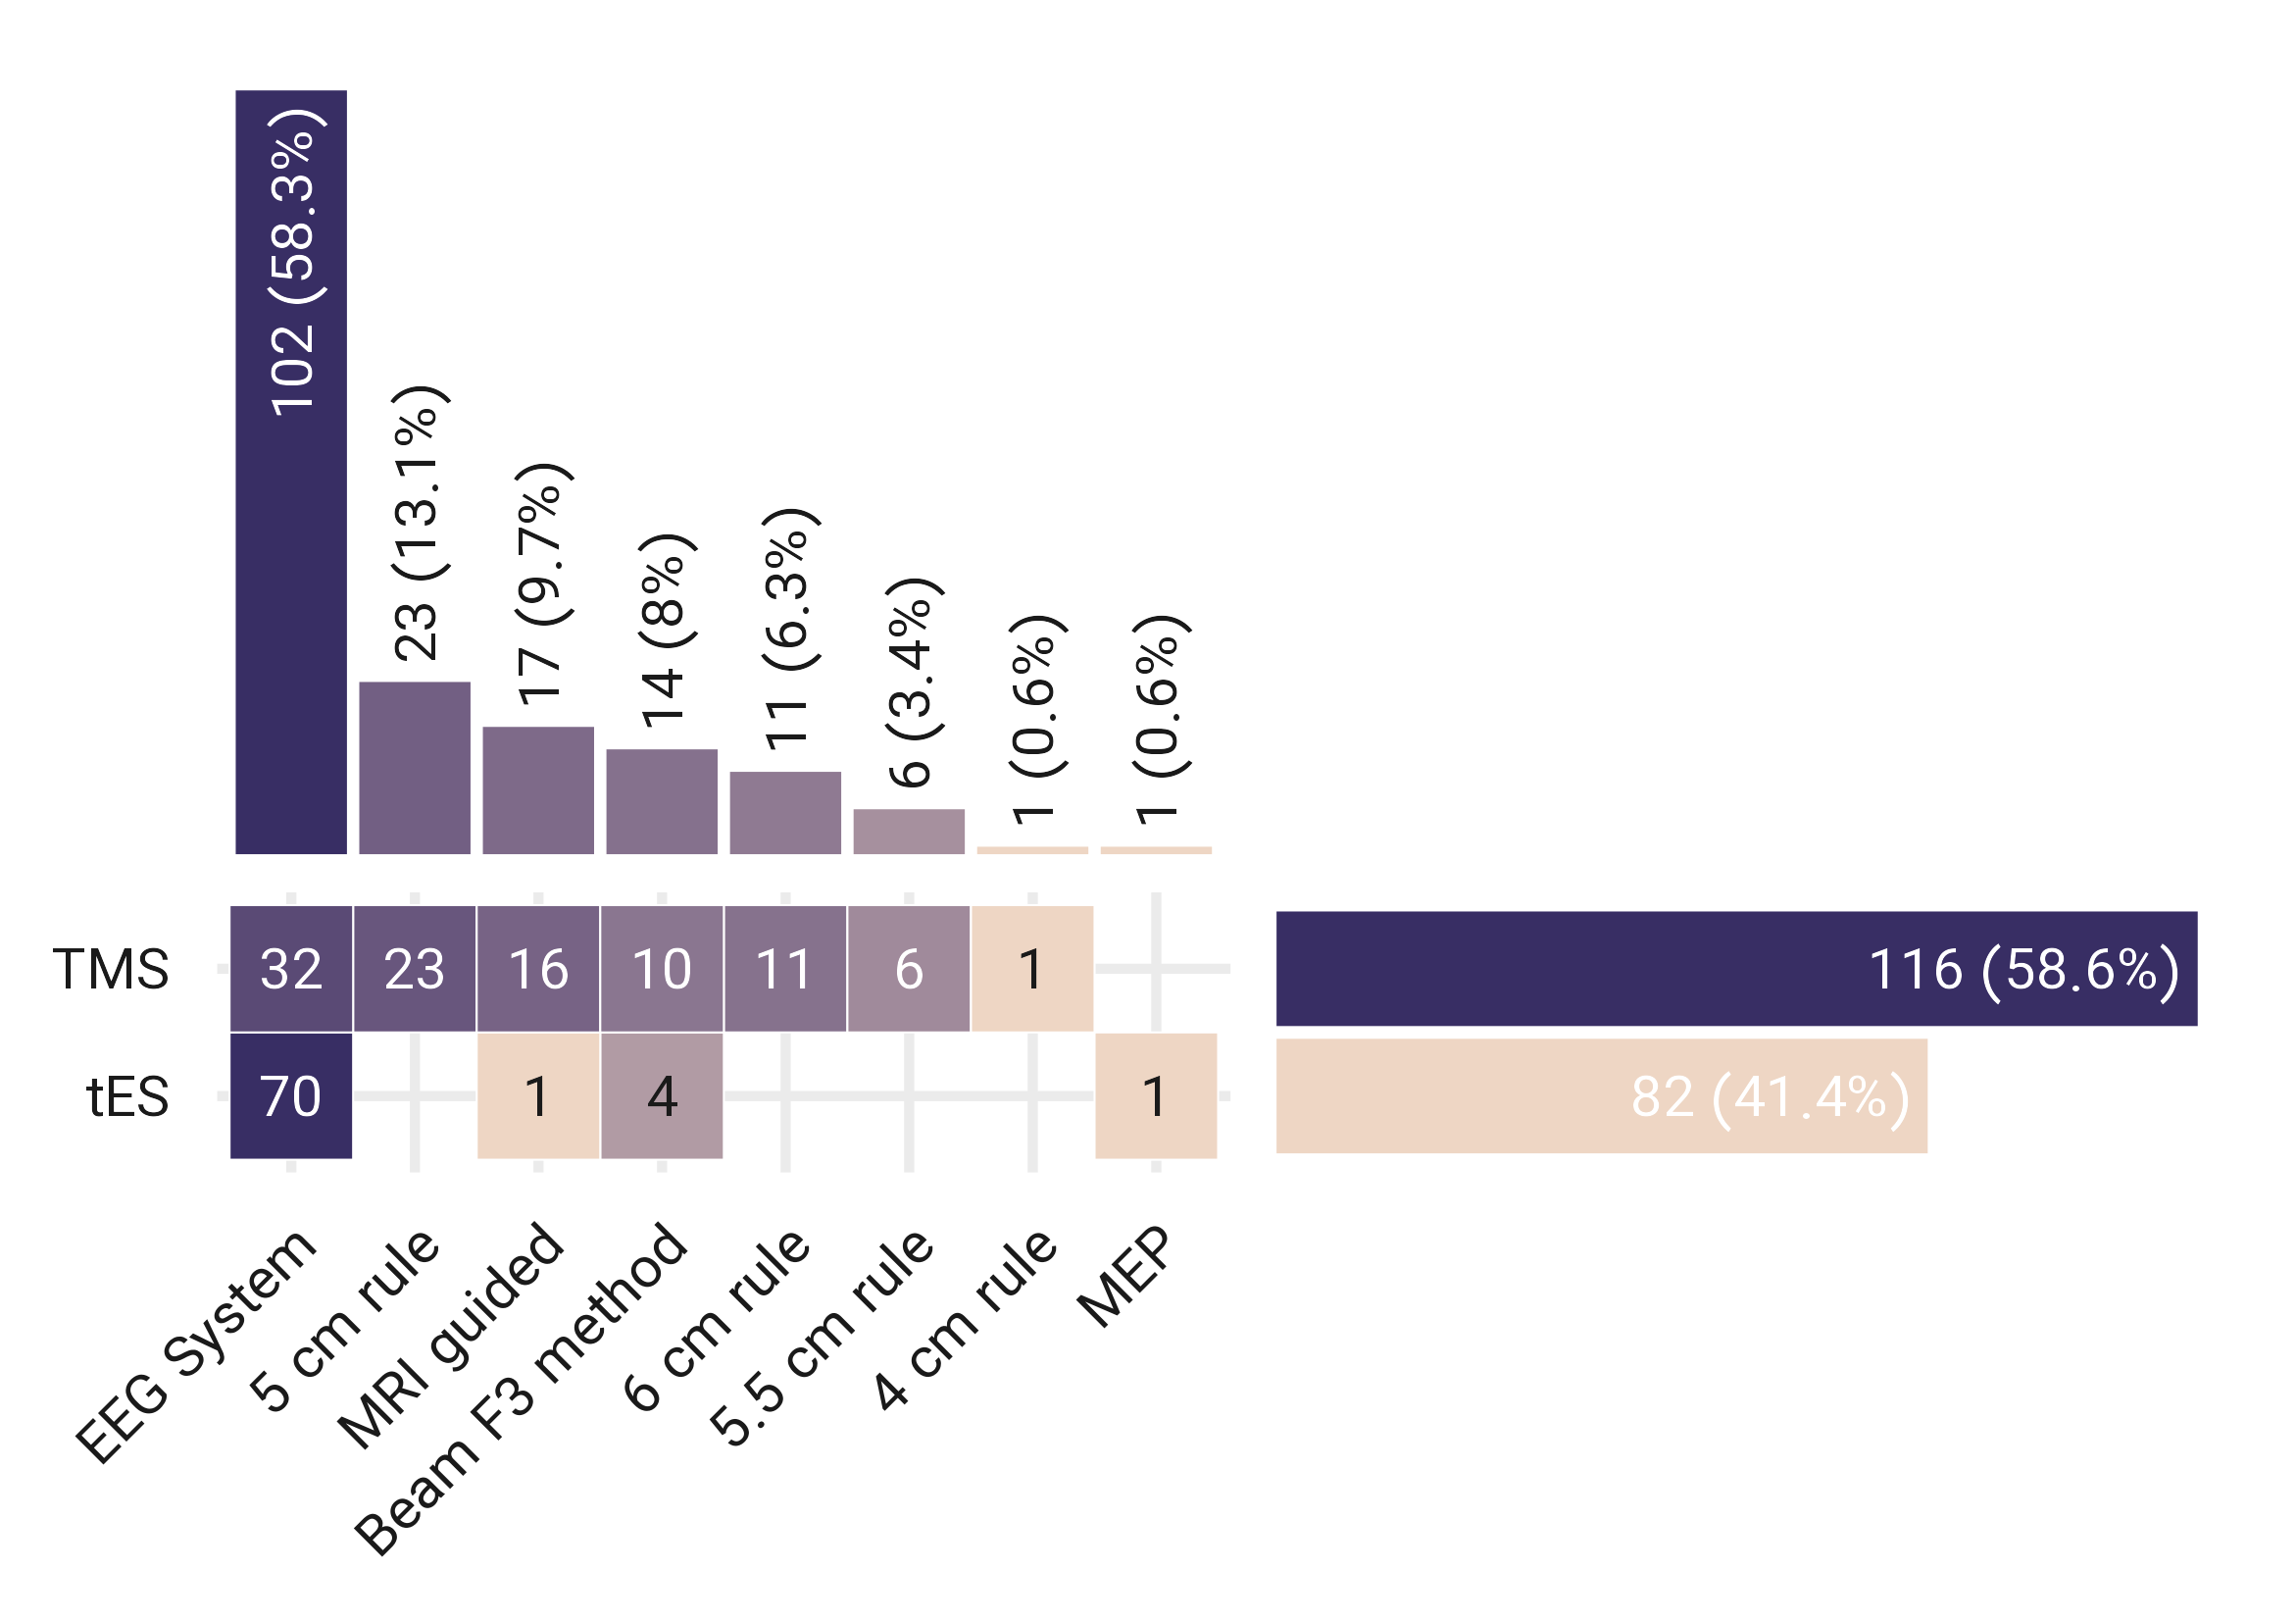 102 (58.3%)
23 (13.1%)
17 (9.7%)
14 (8%)
11 (6.3%)
6 (3.4%)
1 (0.6%)
1 (0.6%)
TMS 32 23 16 10 11 6 1 116 (58.6%)
tES 70 1 4 1 82 (41.4%)
EEG System
5 cm rule
MRI guided
Beam F3 method
6 cm rule
5.5 cm rule
4 cm rule
MEP